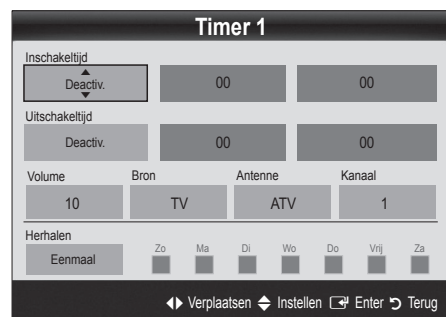 Timer 1
Inschakeltijd
Deactiv. 00 00
Uitschakeltijd
Deactiv. 00 00
Volume Bron Antenne Kanaal
10 TV ATV 1
Herhalen
Zo Ma Di Wo Do Vrij Za
Eenmaal
Verplaatsen Instellen Enter Terug